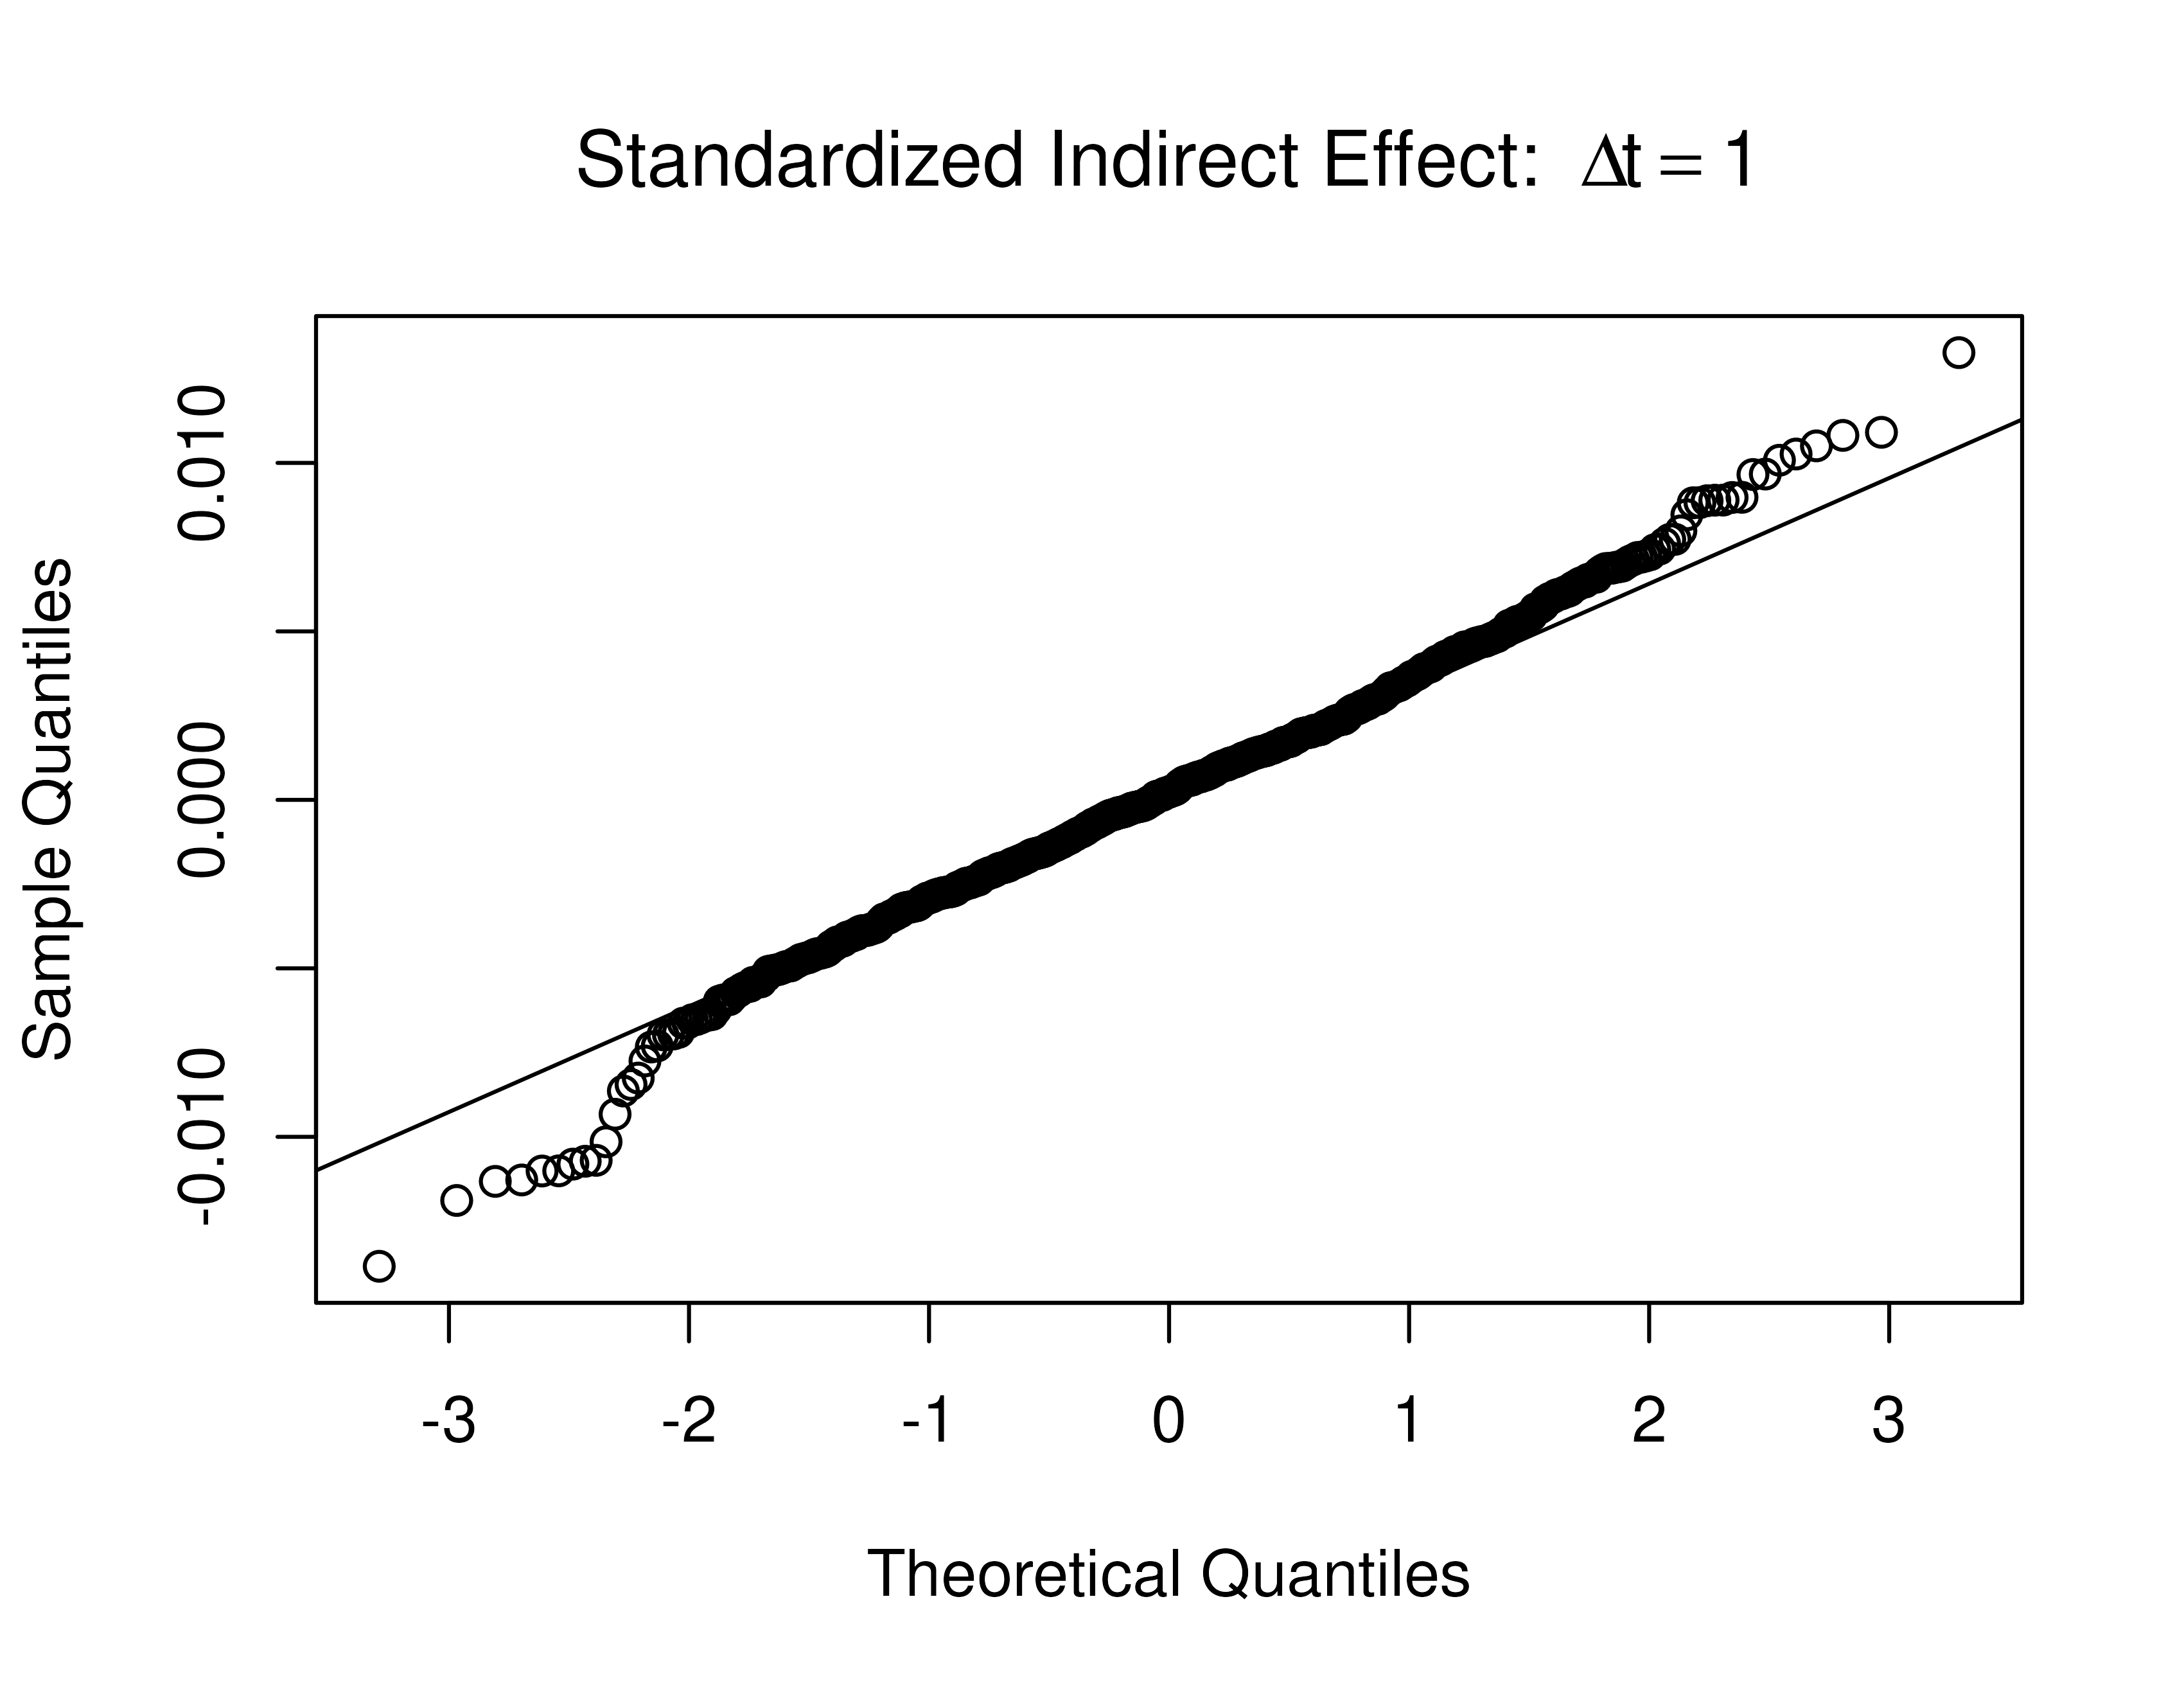 Standardized Indirect Effect: Δt = 1
Sample Quantiles
0.010
0.000
-0.010
-3 -2 -1 0 1 2 3
Theoretical Quantiles